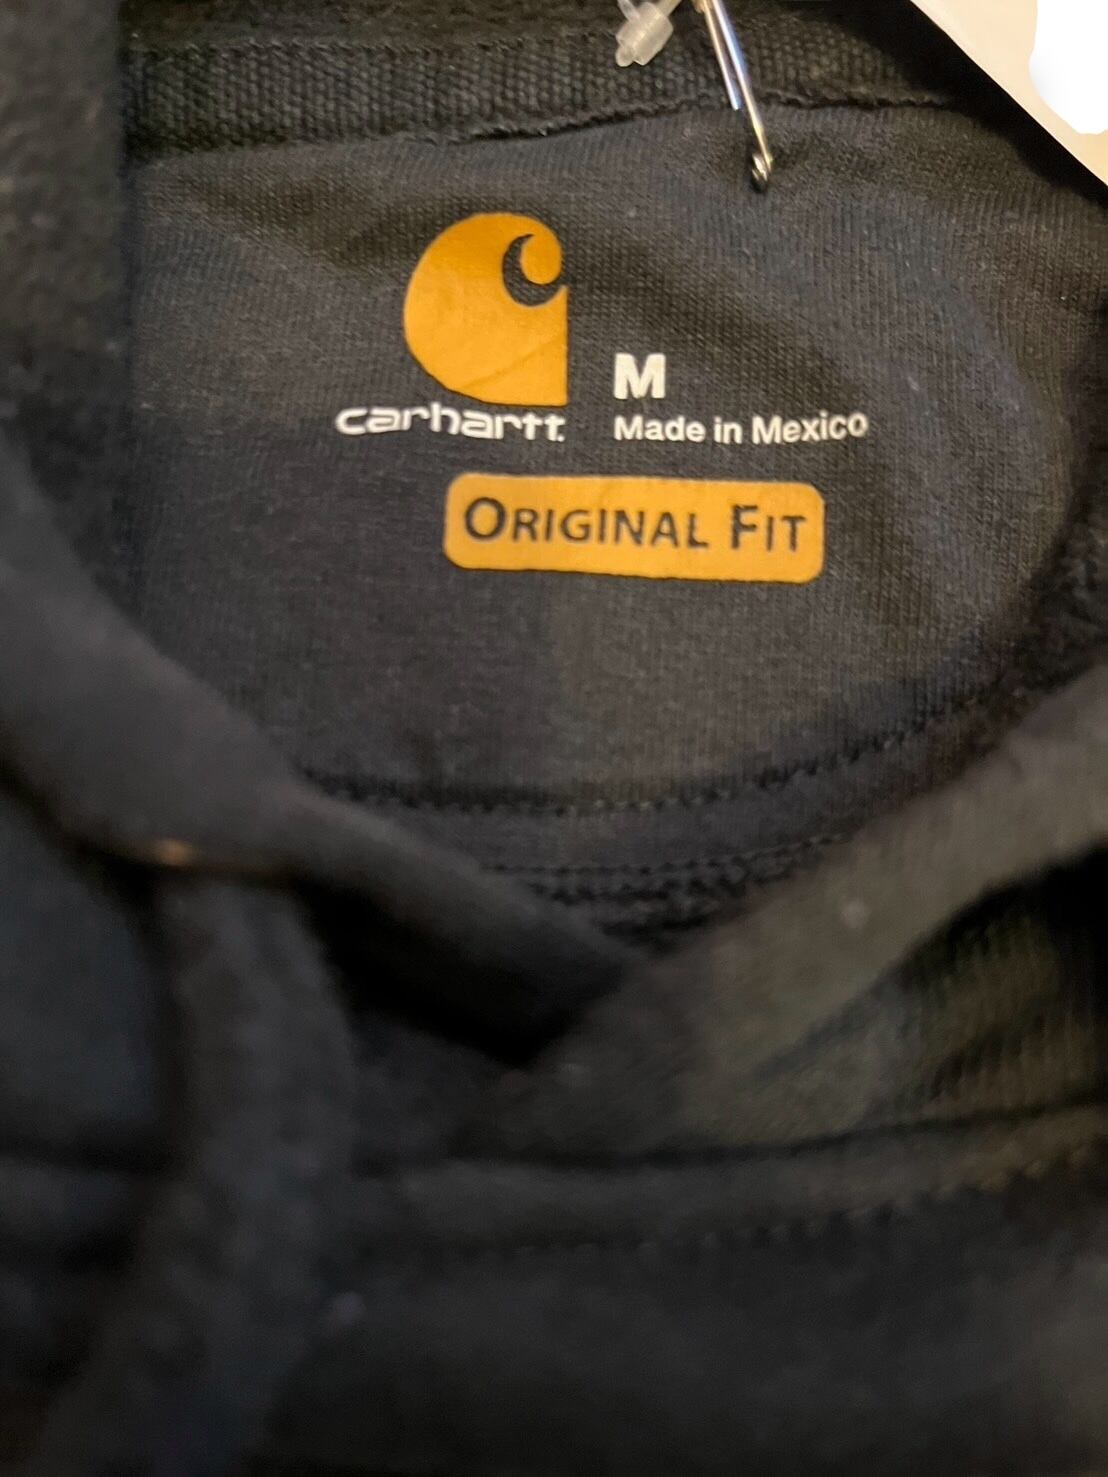 M
carhartt.
Made in Mexico
ORIGINAL FIT